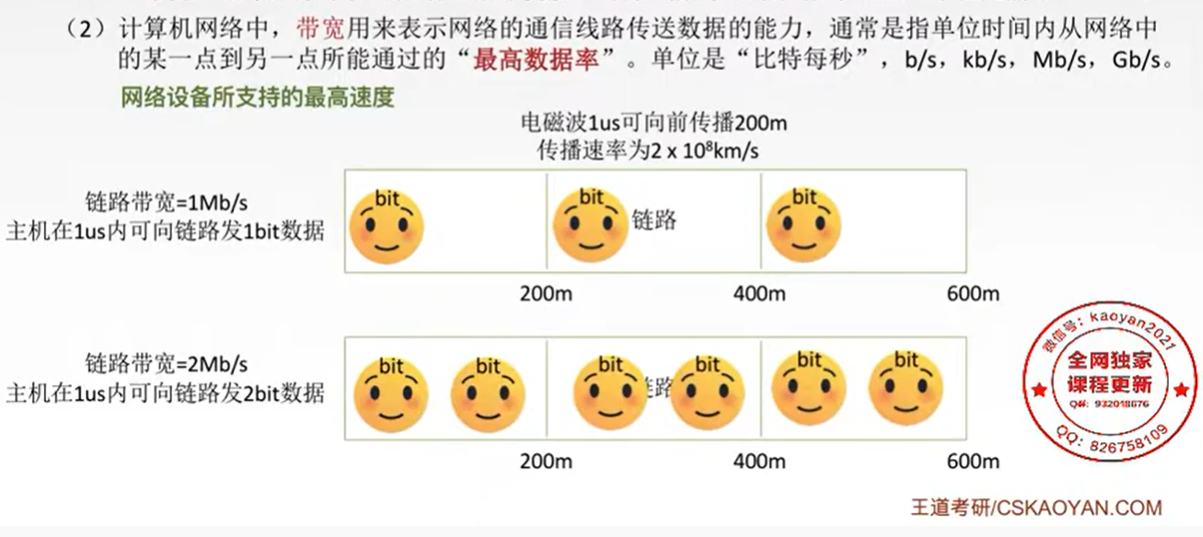 （2）计算机网络中，带宽用来表示网络的通信线路传送数据的能力，通常是指单位时间内从网络中
的某一点到另一点所能通过的“最高数据率”。单位是“比特每秒”，b/s，kb/s，Mb/s，Gb/s。
网络设备所支持的最高速度
电磁波1us可向前传播200m
传播速率为2 x 10⁸km/s
链路带宽=1Mb/s
主机在1us内可向链路发1bit数据
bit
bit
链路
bit
200m
400m
600m
链路带宽=2Mb/s
主机在1us内可向链路发2bit数据
bit
bit
bit
链路
bit
bit
bit
200m
400m
600m
微信号：kaoyan2021
全网独家
课程更新
Q群：932018676
QQ：826758109
王道考研/CSKAOYAN.COM